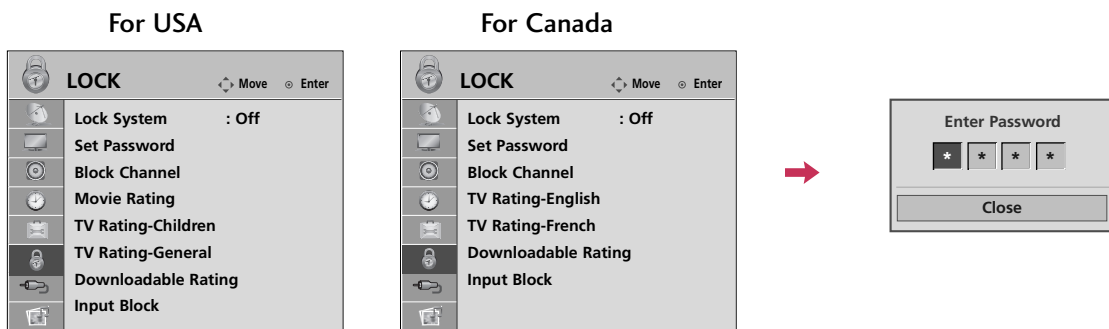 For USA
LOCK Move Enter
Lock System : Off
Set Password
Block Channel
Movie Rating
TV Rating-Children
TV Rating-General
Downloadable Rating
Input Block
For Canada
LOCK Move Enter
Lock System : Off
Set Password
Block Channel
TV Rating-English
TV Rating-French
Downloadable Rating
Input Block
Enter Password
* * * *
Close